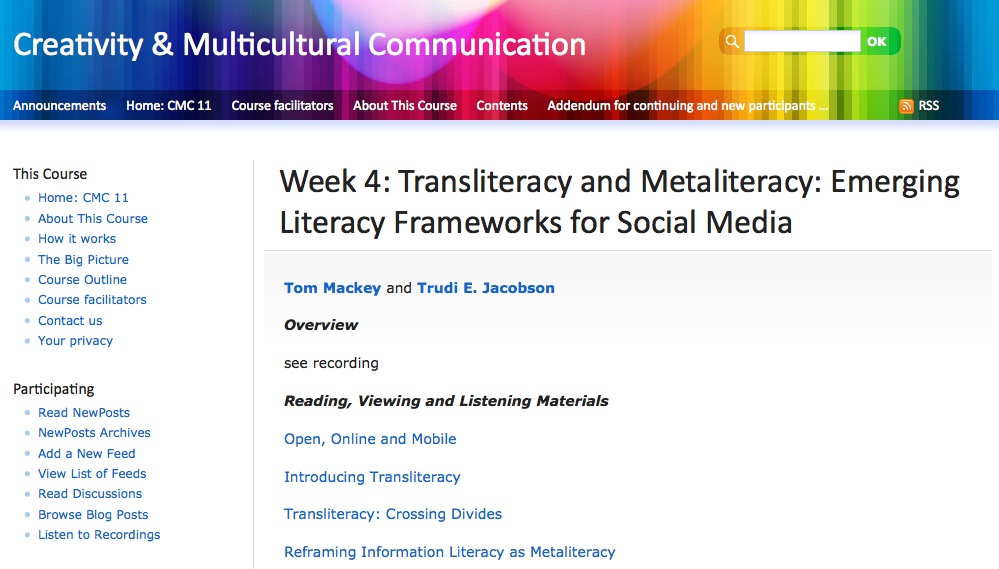 Creativity & Multicultural Communication
OK
Announcements Home: CMC 11 Course facilitators About This Course Contents Addendum for continuing and new participants ... RSS
This Course
Home: CMC 11
About This Course
How it works
The Big Picture
Course Outline
Course facilitators
Contact us
Your privacy
Participating
Read NewPosts
NewPosts Archives
Add a New Feed
View List of Feeds
Read Discussions
Browse Blog Posts
Listen to Recordings
Week 4: Transliteracy and Metaliteracy: Emerging
Literacy Frameworks for Social Media
Tom Mackey and Trudi E. Jacobson
Overview
see recording
Reading, Viewing and Listening Materials
Open, Online and Mobile
Introducing Transliteracy
Transliteracy: Crossing Divides
Reframing Information Literacy as Metaliteracy